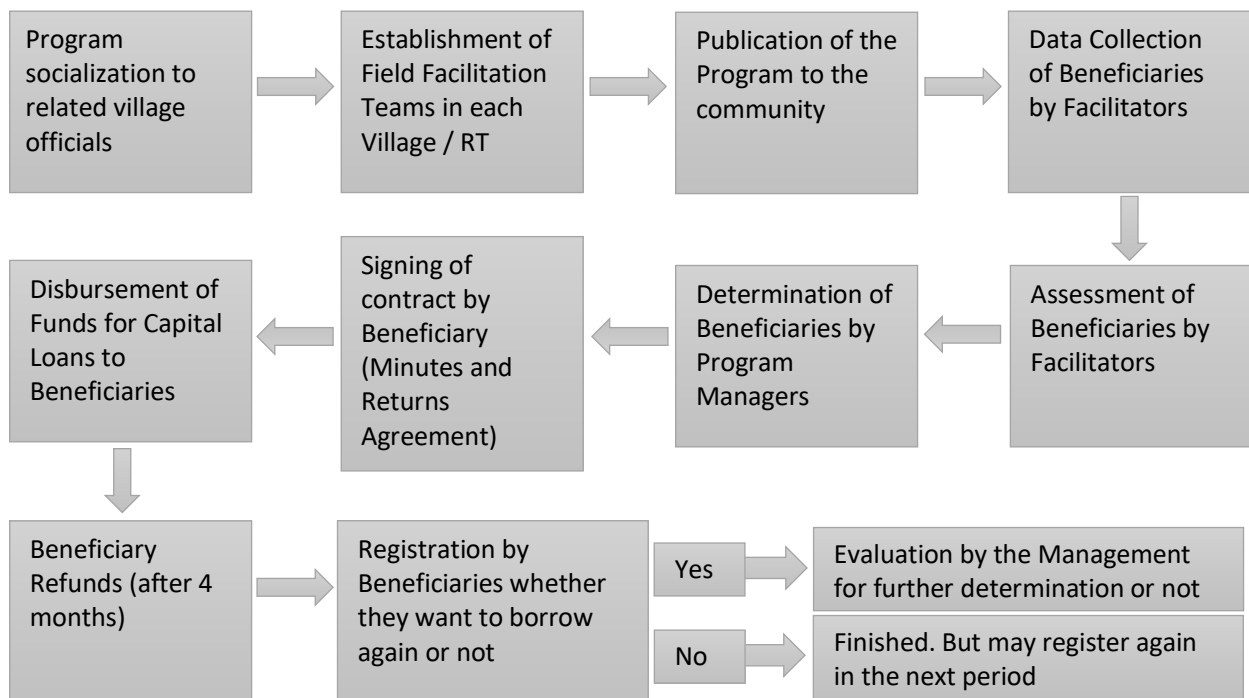 Program
socialization to
related village
officials
Establishment of
Field Facilitation
Teams in each
Village / RT
Publication of the
Program to the
community
Data Collection
of Beneficiaries
by Facilitators
Assessment of
Beneficiaries by
Facilitators
Determination of
Beneficiaries by
Program
Managers
Signing of
contract by
Beneficiary
(Minutes and
Returns
Agreement)
Disbursement of
Funds for Capital
Loans to
Beneficiaries
Beneficiary
Refunds (after 4
months)
Registration by
Beneficiaries whether
they want to borrow
again or not
Yes
Evaluation by the Management
for further determination or not
No
Finished. But may register again
in the next period